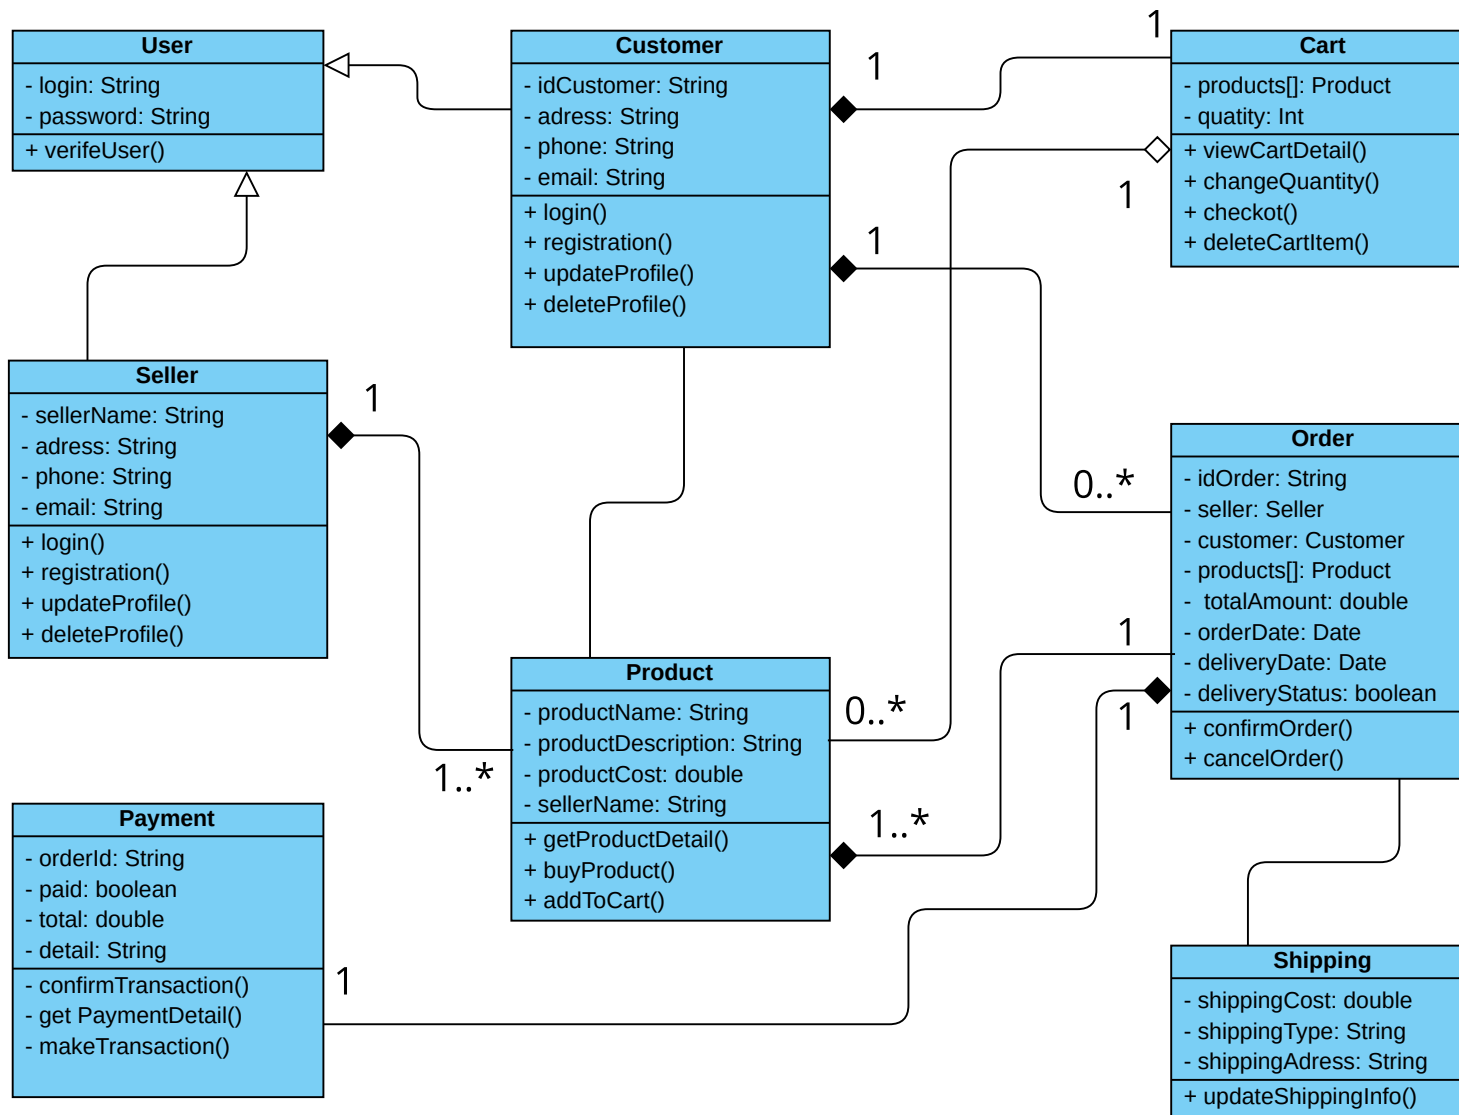 User
- login: String
- password: String
+ verifeUser()
Customer
- idCustomer: String
- adress: String
- phone: String
- email: String
+ login()
+ registration()
+ updateProfile()
+ deleteProfile()
1
1
Cart
- products[]: Product
- quatity: Int
+ viewCartDetail()
+ changeQuantity()
+ checkot()
+ deleteCartItem()
1
1
0..*
Seller
- sellerName: String
- adress: String
- phone: String
- email: String
+ login()
+ registration()
+ updateProfile()
+ deleteProfile()
1
1..*
Order
- idOrder: String
- seller: Seller
- customer: Customer
- products[]: Product
- totalAmount: double
- orderDate: Date
- deliveryDate: Date
- deliveryStatus: boolean
+ confirmOrder()
+ cancelOrder()
1
1
Product
- productName: String
- productDescription: String
- productCost: double
- sellerName: String
+ getProductDetail()
+ buyProduct()
+ addToCart()
0..*
1..*
Payment
- orderId: String
- paid: boolean
- total: double
- detail: String
- confirmTransaction()
- get PaymentDetail()
- makeTransaction()
1
Shipping
- shippingCost: double
- shippingType: String
- shippingAdress: String
+ updateShippingInfo()